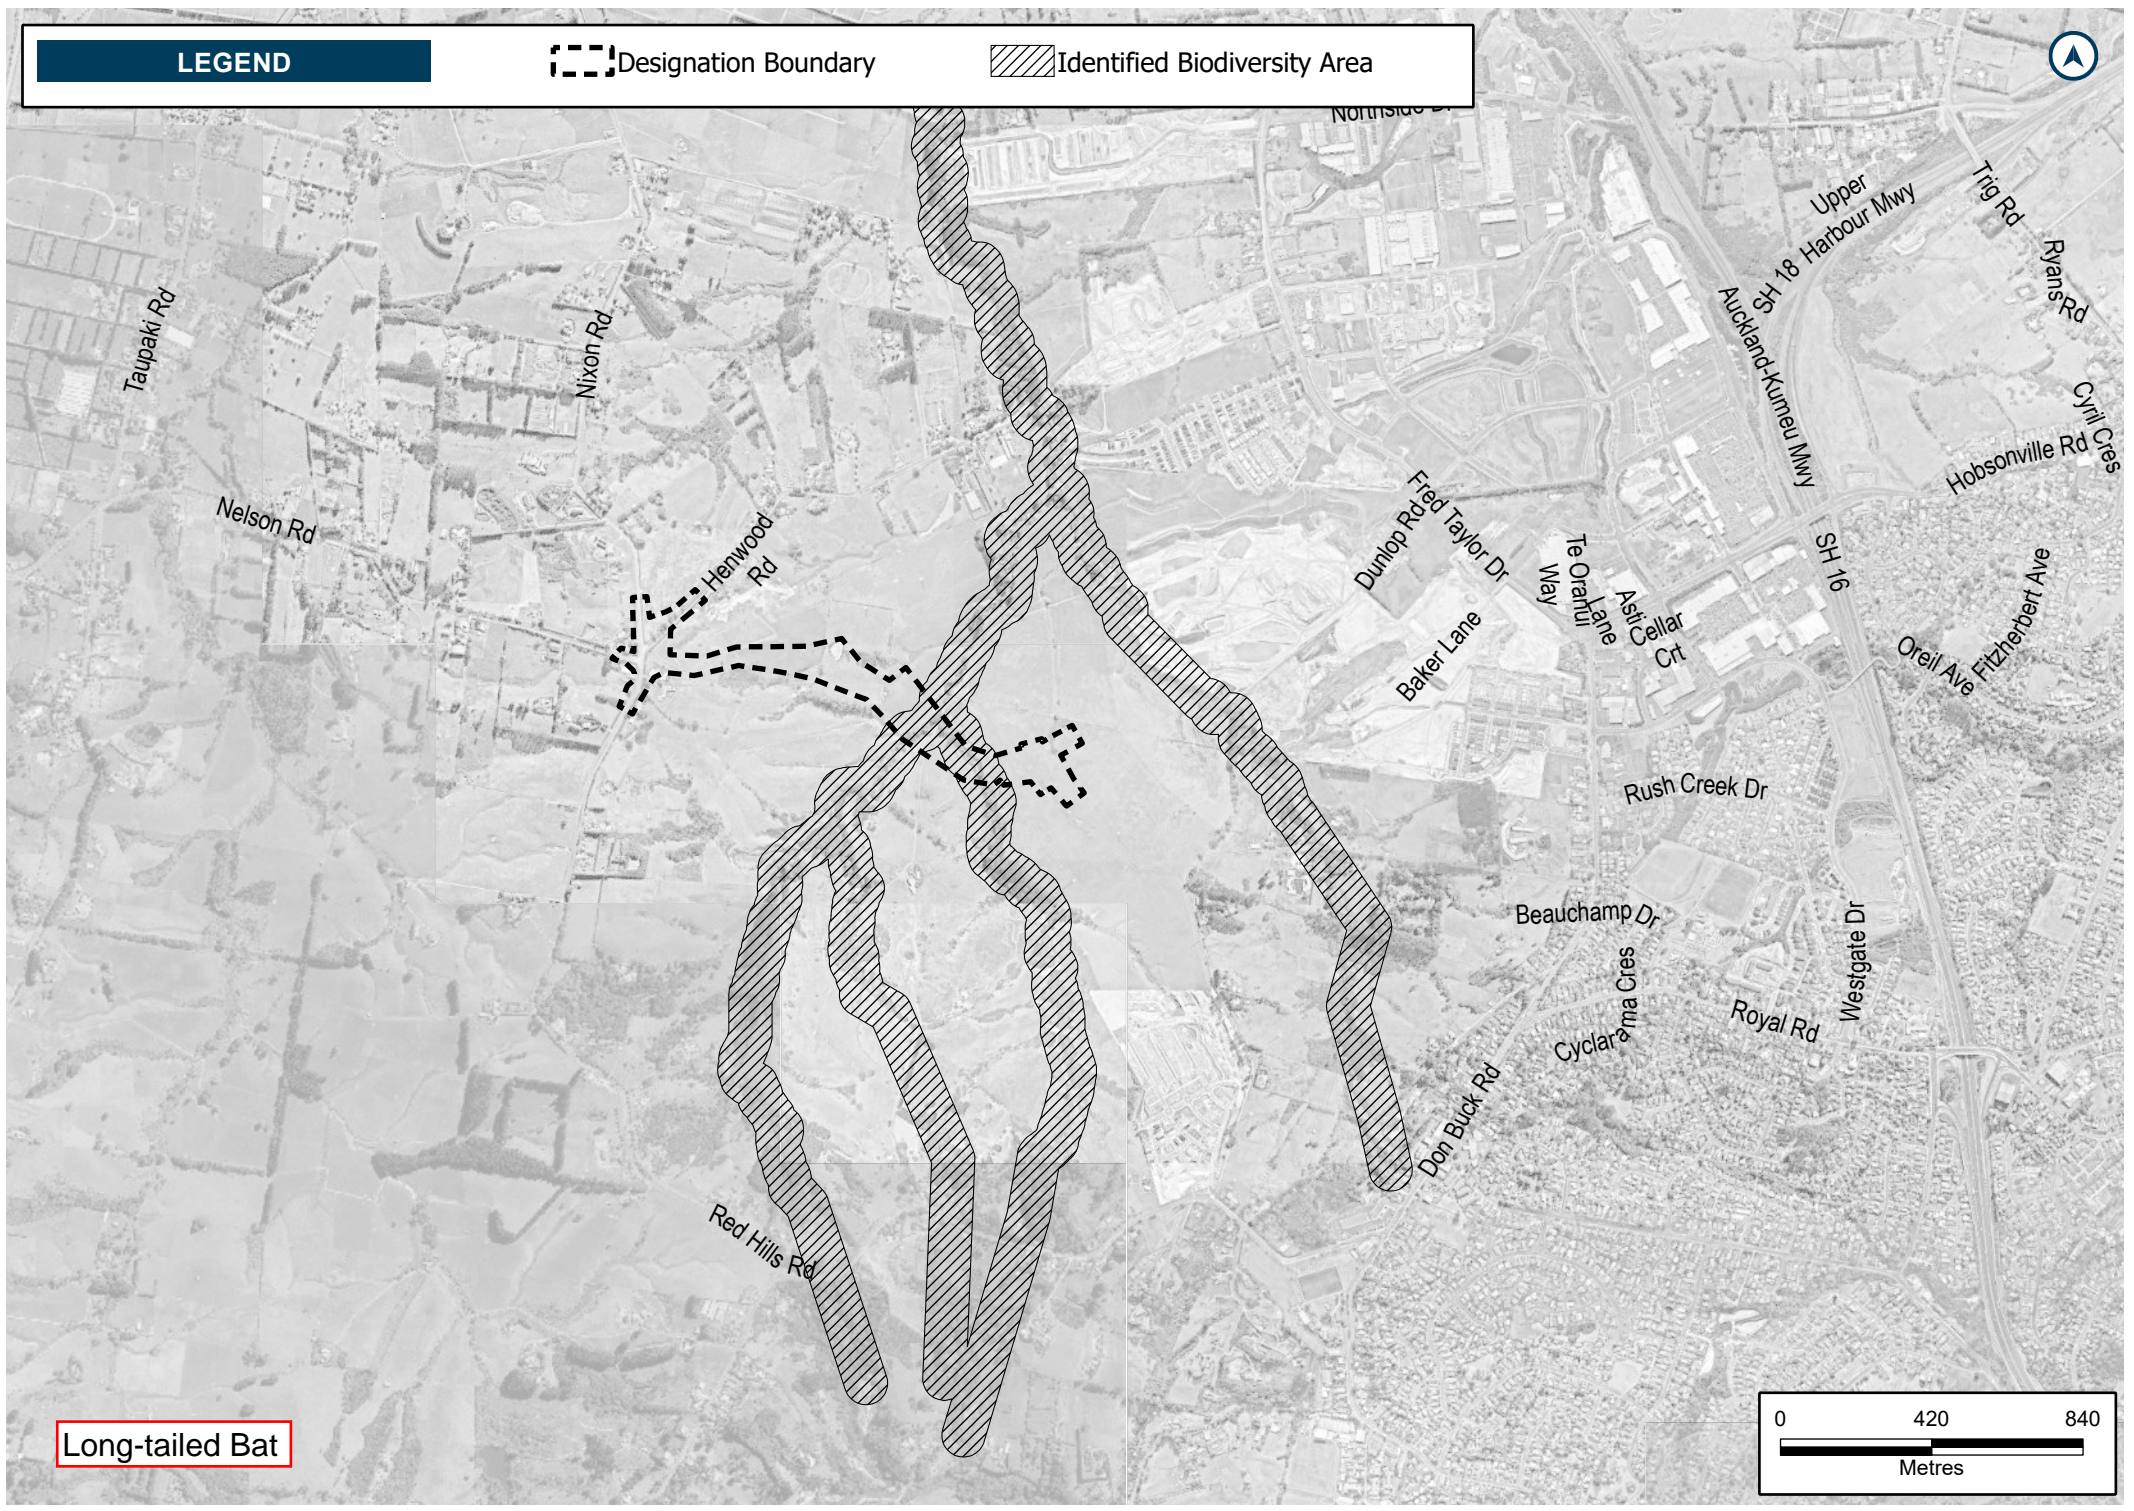 LEGEND
Designation Boundary
Identified Biodiversity Area
Northside Dr
Upper
Harbour Mwy
SH 18
Trig Rd
Ryans Rd
Taupaki Rd
Nixon Rd
Auckland-Kumeu Mwy
Cyril Cres
Hobsonville Rd
Nelson Rd
Henwood
Rd
Fred Taylor Dr
Dunlop Rd
Te Oranui
Way
Asti
Lane
Cellar
Crt
SH 16
Fitzherbert Ave
Oreil Ave
Baker Lane
Rush Creek Dr
Beauchamp Dr
Westgate Dr
Cyclarama Cres
Royal Rd
Don Buck Rd
Red Hills Rd
Long-tailed Bat
0 420 840
Metres